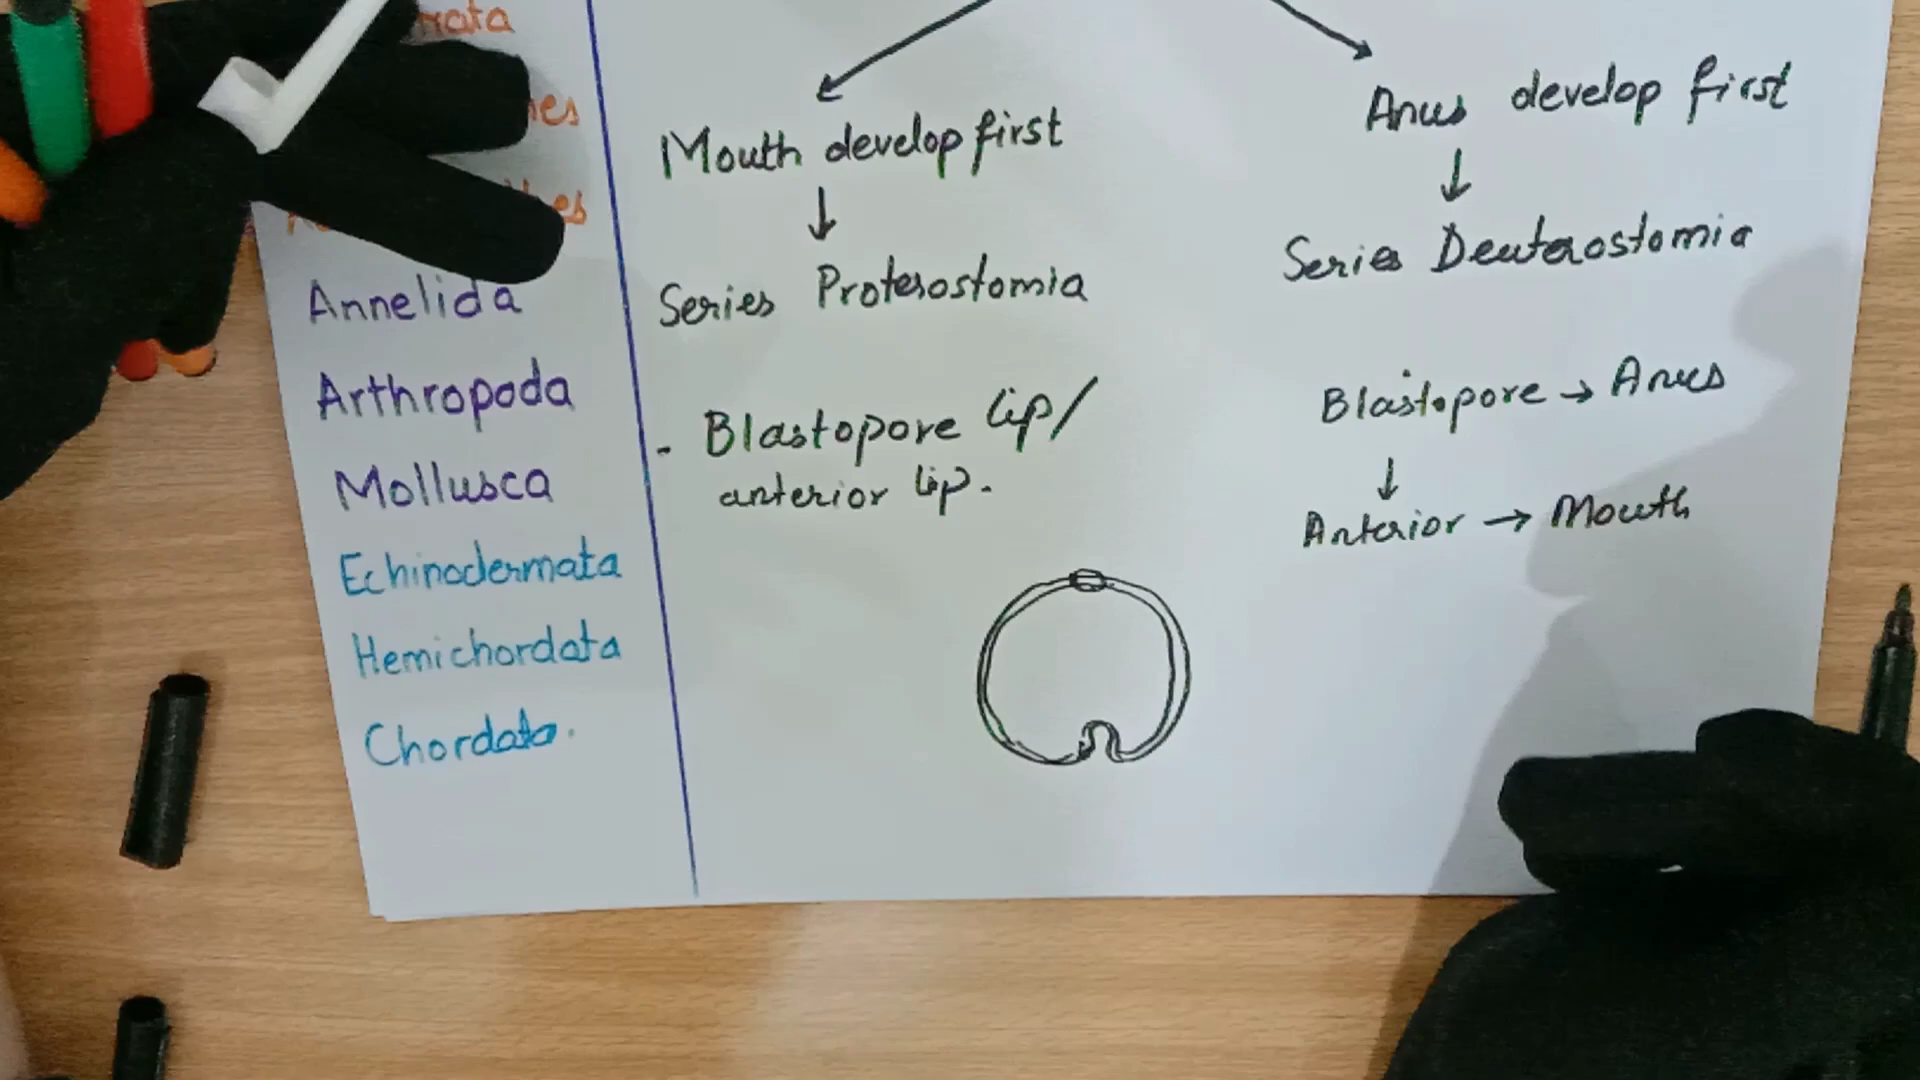 Annelida
Arthropoda
Mollusca
Echinodermata
Hemichordata
Chordata.
Mouth develop first
Series Proterostomia
- Blastopore lip/
anterior lip.
Anus develop first
Series Deuterostomia
Blastopore → Anus
Anterior → Mouth